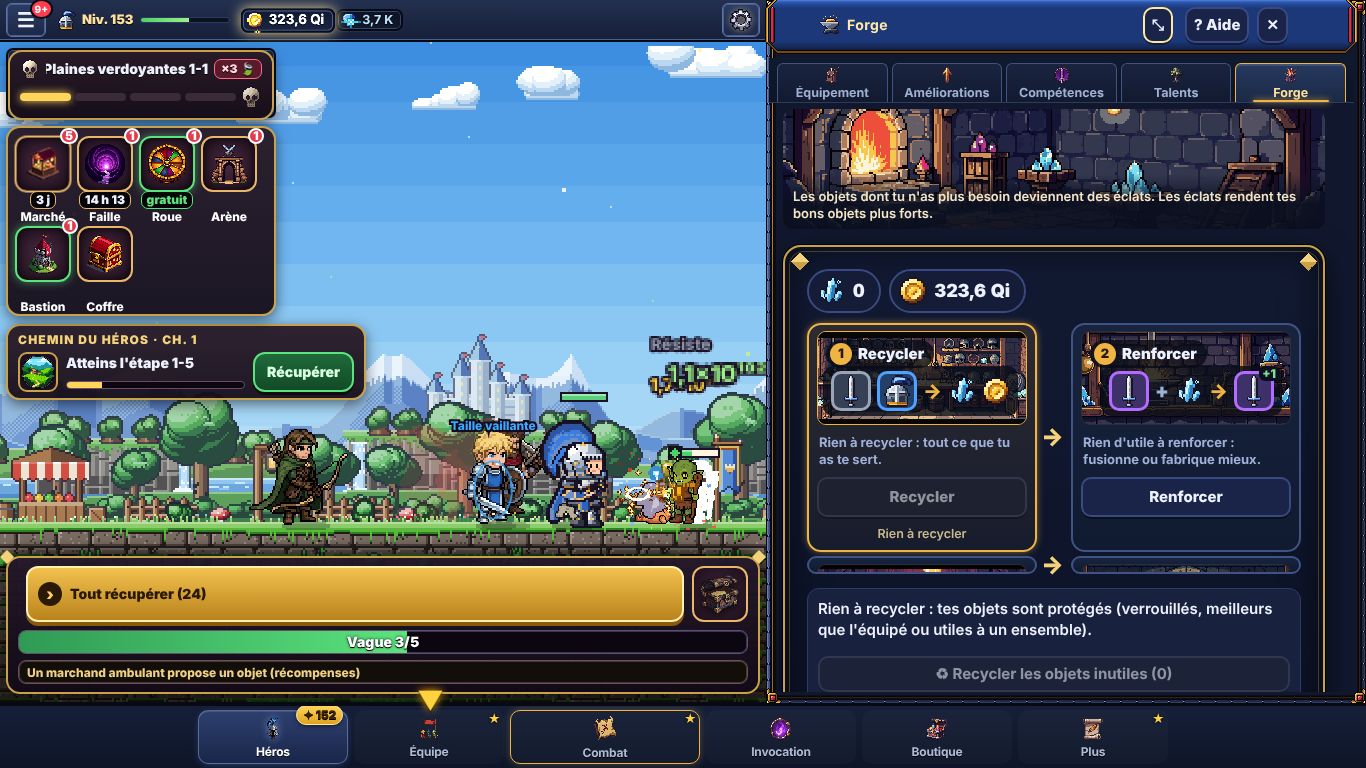 9+
Niv. 153
323,6 Qi
3,7 K
Plaines verdoyantes 1-1
×3
5
1
1
1
3 j
14 h 13
gratuit
Marché
Faille
Roue
Arène
1
Bastion
Coffre
CHEMIN DU HÉROS · CH. 1
Atteins l'étape 1-5
Récupérer
Résiste
Taille vaillante
Tout récupérer (24)
Vague 3/5
Un marchand ambulant propose un objet (récompenses)
Forge
? Aide
Équipement
Améliorations
Compétences
Talents
Forge
Les objets dont tu n'as plus besoin deviennent des éclats. Les éclats rendent tes
bons objets plus forts.
0
323,6 Qi
1 Recycler
Rien à recycler : tout ce que tu
as te sert.
Recycler
Rien à recycler
2 Renforcer
+1
Rien d'utile à renforcer :
fusionne ou fabrique mieux.
Renforcer
Rien à recycler : tes objets sont protégés (verrouillés, meilleurs
que l'équipé ou utiles à un ensemble).
♻ Recycler les objets inutiles (0)
152
Héros
Équipe
Combat
Invocation
Boutique
Plus